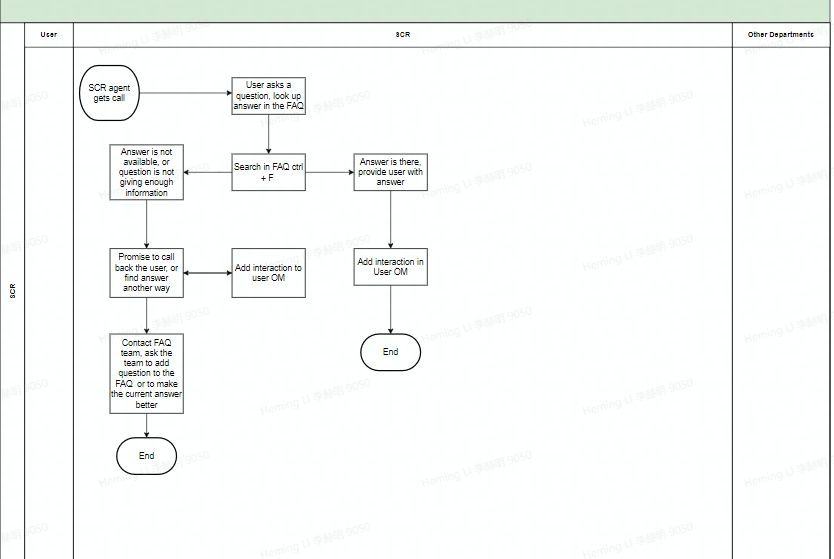 User
SCR
Other Departments
SCR
SCR agent
gets call
User asks a
question, look up
answer in the FAQ
Answer is not
available, or
question is not
giving enough
information
Search in FAQ ctrl
+ F
Answer is there,
provide user with
answer
Promise to call
back the user, or
find answer
another way
Add interaction to
user OM
Add interaction in
User OM
Contact FAQ
team, ask the
team to add
question to the
FAQ or to make
the current answer
better
End
End
Heming Li 李赫明 9050